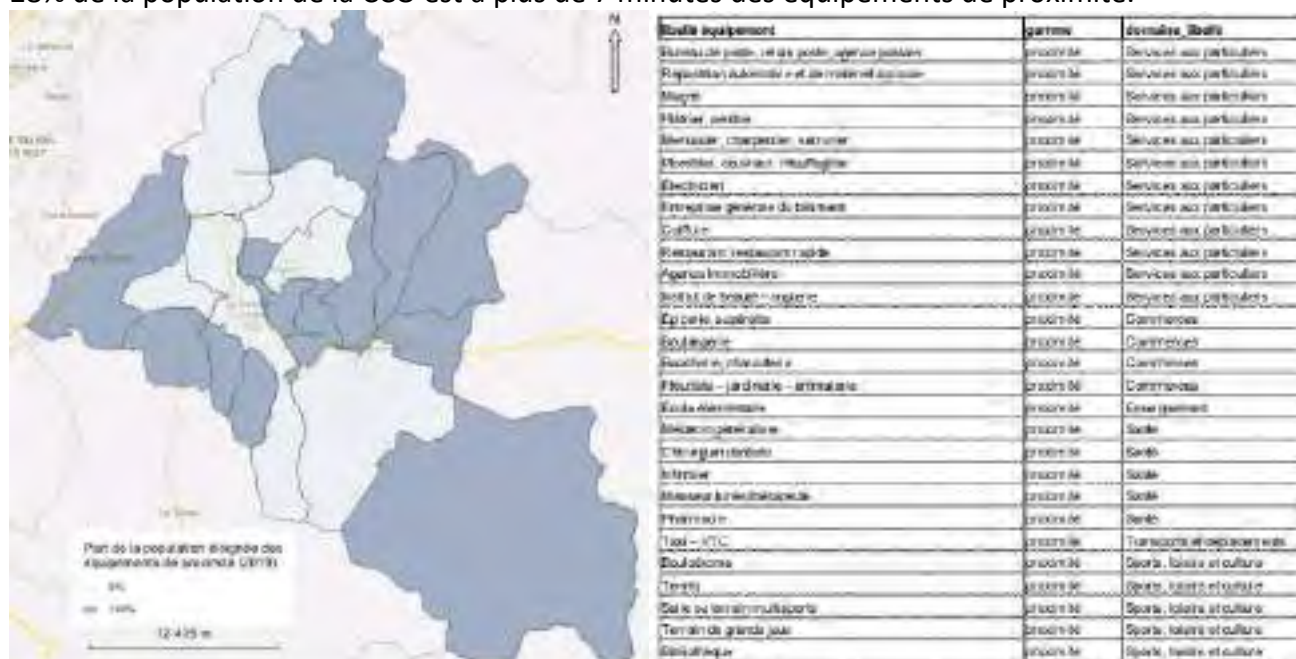 de la population de la est à plus de 7 minutes des équipements de proximité.
N
Part de la population éloignée des
équipements de proximité (2019)
0%
100%
12 435 m
libellé équipement gamme domaine_libellé
Bureau de poste, relais poste, agence postale proximité Services aux particuliers
Réparation automobile et de matériel agricole proximité Services aux particuliers
Maçon proximité Services aux particuliers
Plâtrier, peintre proximité Services aux particuliers
Menuisier, charpentier, serrurier proximité Services aux particuliers
Plombier, couvreur, chauffagiste proximité Services aux particuliers
Électricien proximité Services aux particuliers
Entreprise générale du bâtiment proximité Services aux particuliers
Coiffure proximité Services aux particuliers
Restaurant, restauration rapide proximité Services aux particuliers
Agence immobilière proximité Services aux particuliers
Institut de beauté - onglerie proximité Services aux particuliers
Épicerie, supérette proximité Commerces
Boulangerie proximité Commerces
Boucherie, charcuterie proximité Commerces
Fleuriste - jardinerie - animalerie proximité Commerces
École élémentaire proximité Enseignement
Médecin généraliste proximité Santé
Chirurgien dentiste proximité Santé
Infirmier proximité Santé
Masseur kinésithérapeute proximité Santé
Pharmacie proximité Santé
Taxi - VTC proximité Transports et déplacements
Boulodrome proximité Sports, loisirs et culture
Tennis proximité Sports, loisirs et culture
Salle ou terrain multisports proximité Sports, loisirs et culture
Terrain de grands jeux proximité Sports, loisirs et culture
Bibliothèque proximité Sports, loisirs et culture